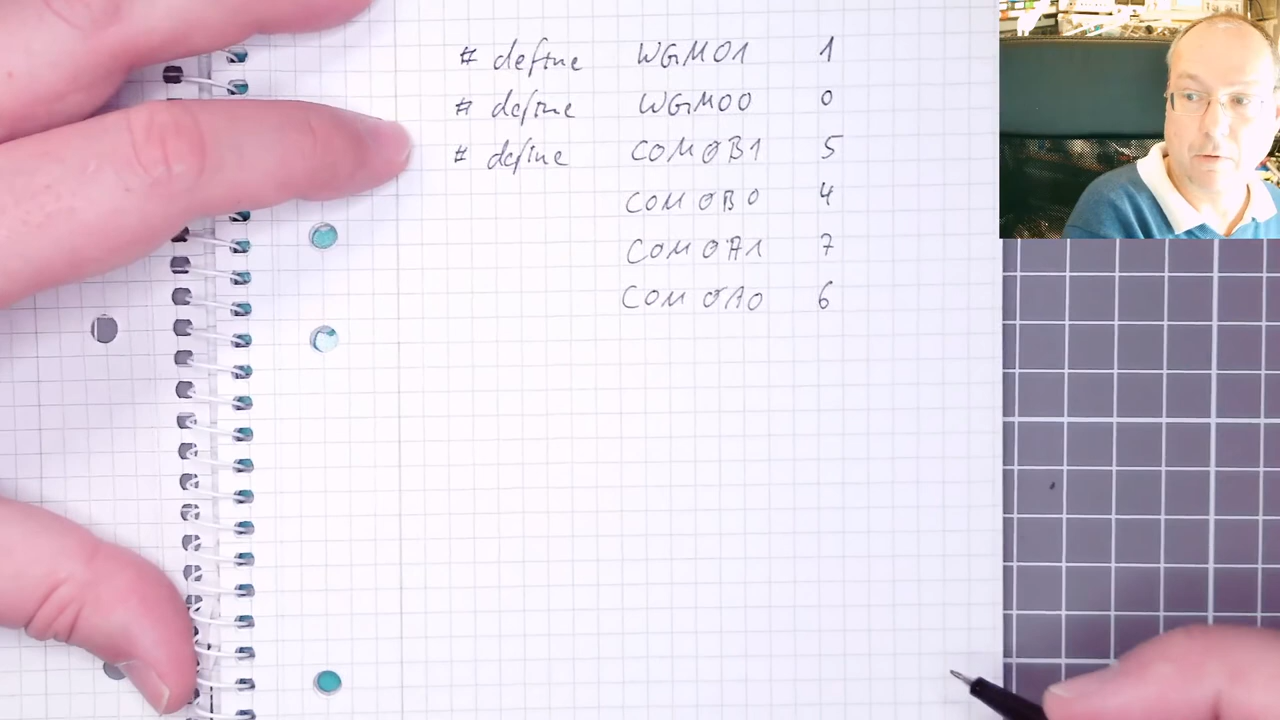 # define WGM01 1
# define WGM00 0
# define COM0B1 5
COM0B0 4
COM0A1 7
COM0A0 6